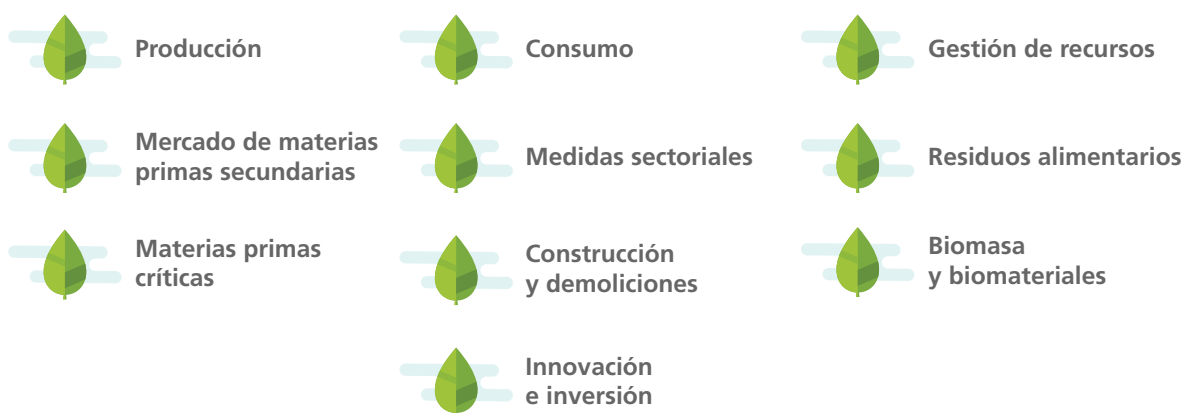 Producción
Consumo
Gestión de recursos
Mercado de materias
primas secundarias
Medidas sectoriales
Residuos alimentarios
Materias primas
críticas
Construcción
y demoliciones
Biomasa
y biomateriales
Innovación
e inversión